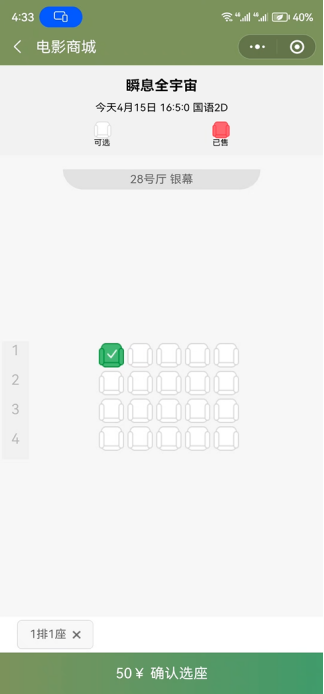 4:33
40%
电影商城
瞬息全宇宙
今天4月15日 16:5:0 国语2D
可选
已售
28号厅 银幕
1
2
3
4
1排1座 ×
50￥ 确认选座